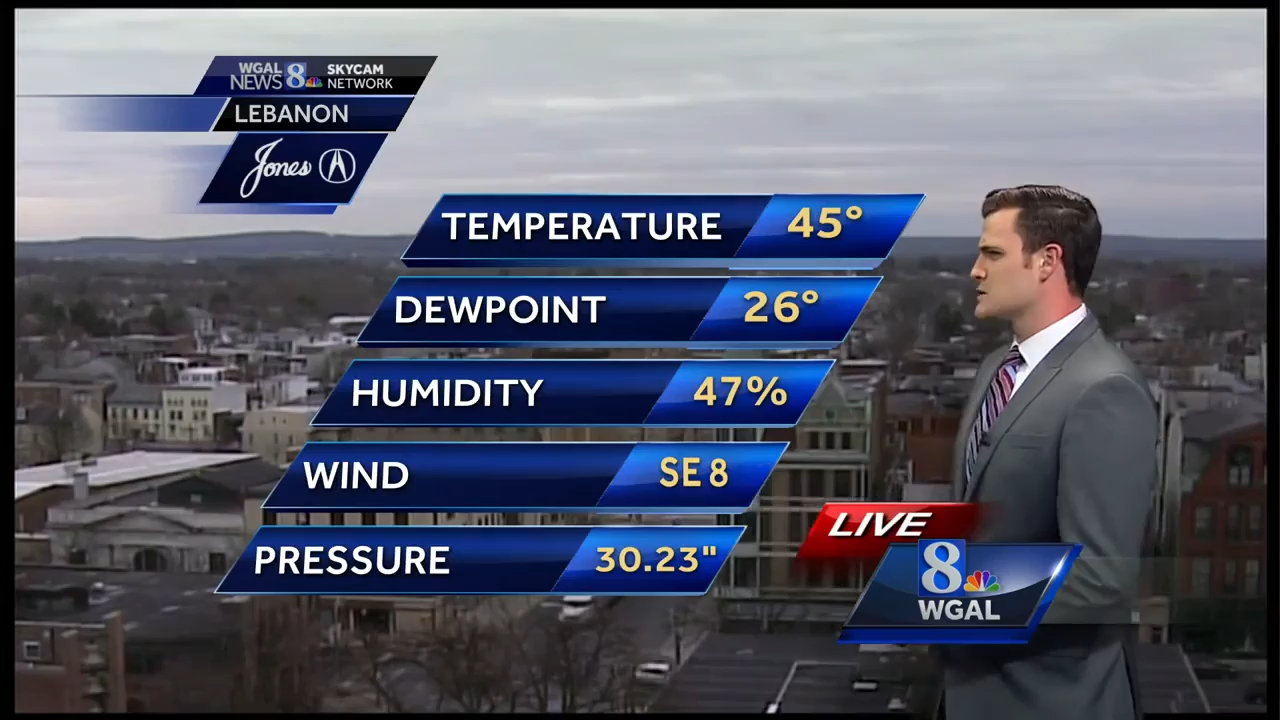 WGAL NEWS 8 SKYCAM NETWORK
LEBANON
Jones
TEMPERATURE 45°
DEWPOINT 26°
HUMIDITY 47%
WIND SE 8
PRESSURE 30.23"
LIVE
8
WGAL